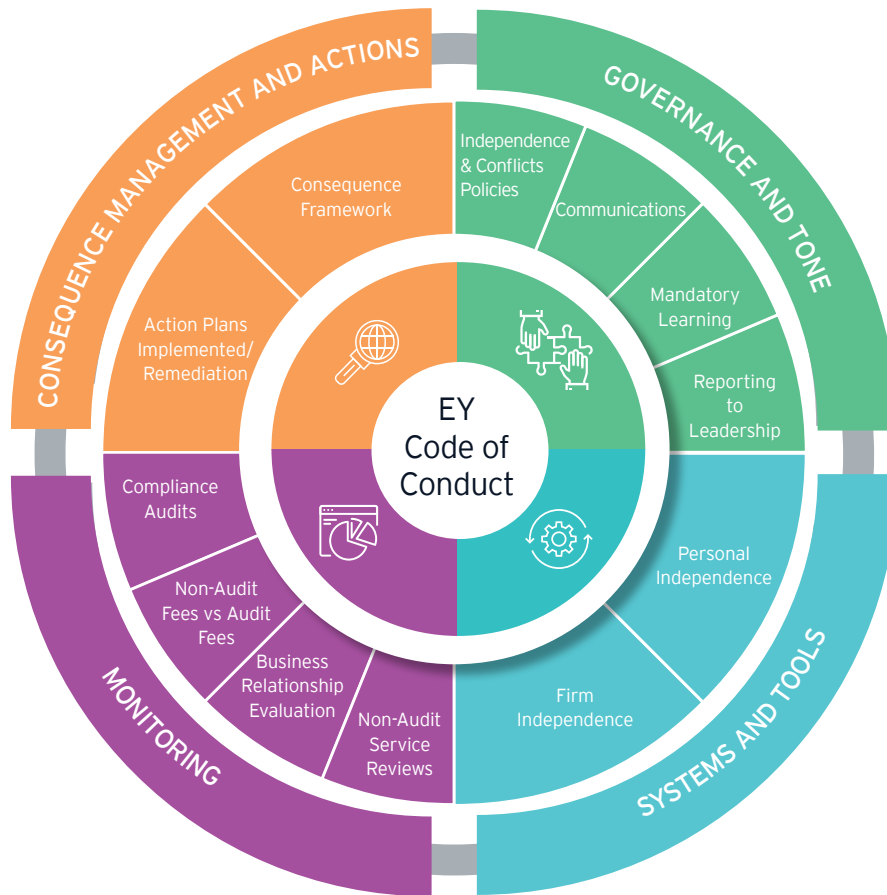 CONSEQUENCE MANAGEMENT AND ACTIONS
GOVERNANCE AND TONE
Consequence
Framework
Independence
& Conflicts
Policies
Communications
Mandatory
Learning
Reporting
to
Leadership
Action Plans
Implemented/
Remediation
EY
Code of
Conduct
Compliance
Audits
Non-Audit
Fees vs Audit
Fees
Business
Relationship
Evaluation
Non-Audit
Service
Reviews
Firm
Independence
Personal
Independence
MONITORING
SYSTEMS AND TOOLS